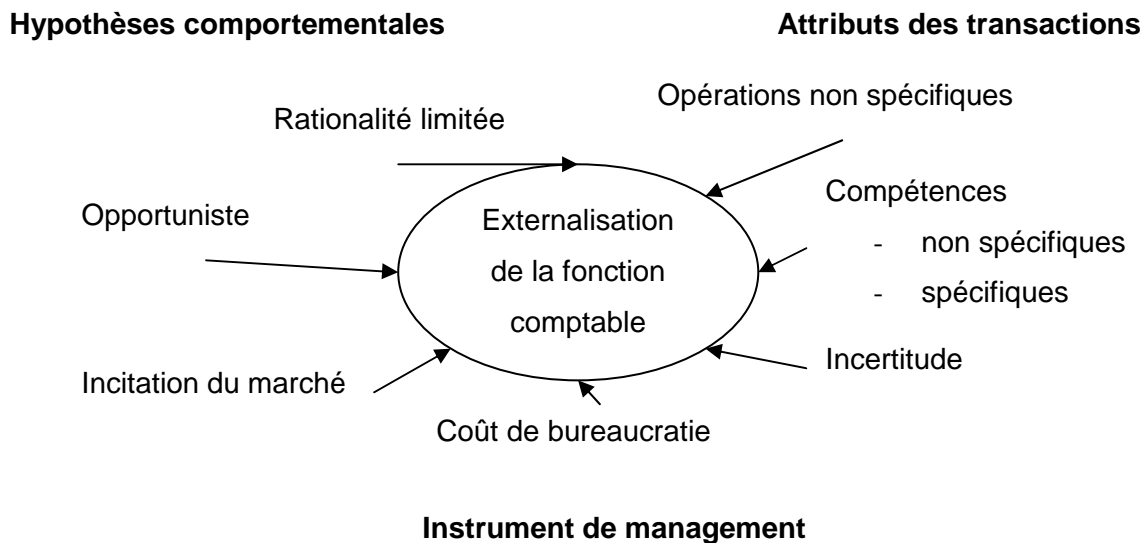 Hypothèses comportementales
Attributs des transactions
Opérations non spécifiques
Rationalité limitée
Compétences
Opportuniste
Externalisation
- non spécifiques
de la fonction
- spécifiques
comptable
Incertitude
Incitation du marché
Coût de bureaucratie
Instrument de management